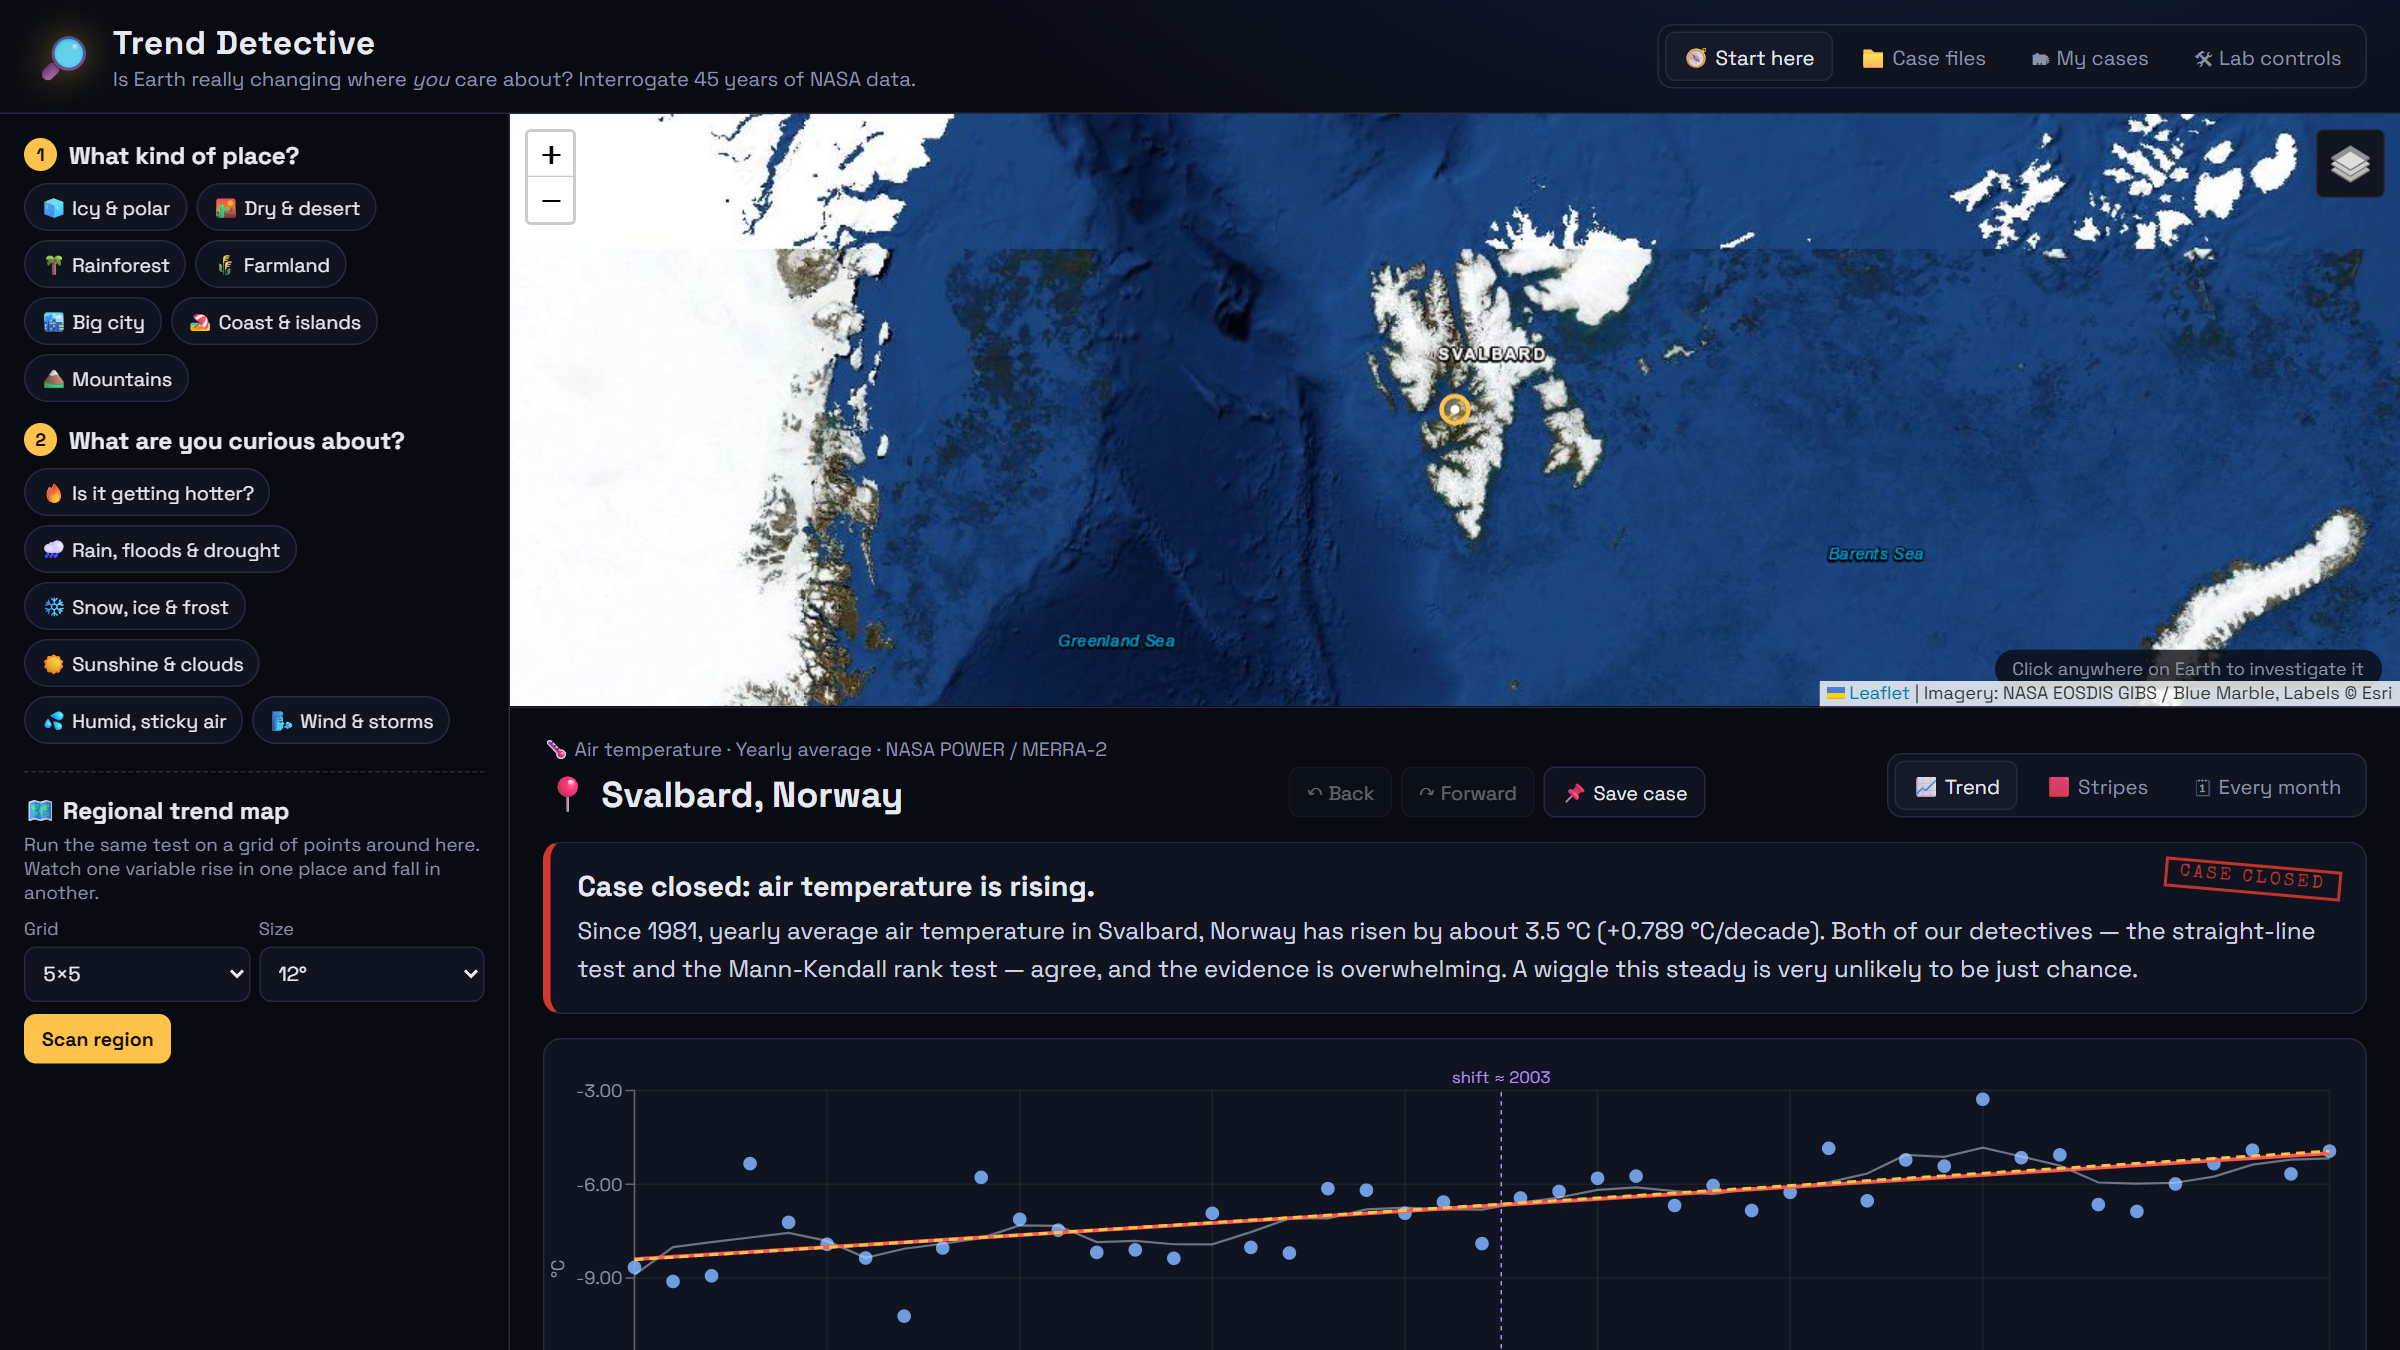 Trend Detective
Is Earth really changing where you care about? Interrogate 45 years of NASA data.
Start here
Case files
My cases
Lab controls
1 What kind of place?
Icy & polar
Dry & desert
Rainforest
Farmland
Big city
Coast & islands
Mountains
2 What are you curious about?
Is it getting hotter?
Rain, floods & drought
Snow, ice & frost
Sunshine & clouds
Humid, sticky air
Wind & storms
Regional trend map
Run the same test on a grid of points around here.
Watch one variable rise in one place and fall in
another.
Grid
Size
5×5
12°
Scan region
+
−
SVALBARD
Barents Sea
Greenland Sea
Click anywhere on Earth to investigate it
Leaflet | Imagery: NASA EOSDIS GIBS / Blue Marble, Labels © Esri
Air temperature · Yearly average · NASA POWER / MERRA-2
Svalbard, Norway
↶ Back
↷ Forward
Save case
Trend
Stripes
Every month
Case closed: air temperature is rising.
CASE CLOSED
Since 1981, yearly average air temperature in Svalbard, Norway has risen by about 3.5 °C (+0.789 °C/decade). Both of our detectives — the straight-line
test and the Mann-Kendall rank test — agree, and the evidence is overwhelming. A wiggle this steady is very unlikely to be just chance.
shift ≈ 2003
-3.00
-6.00
-9.00
°C